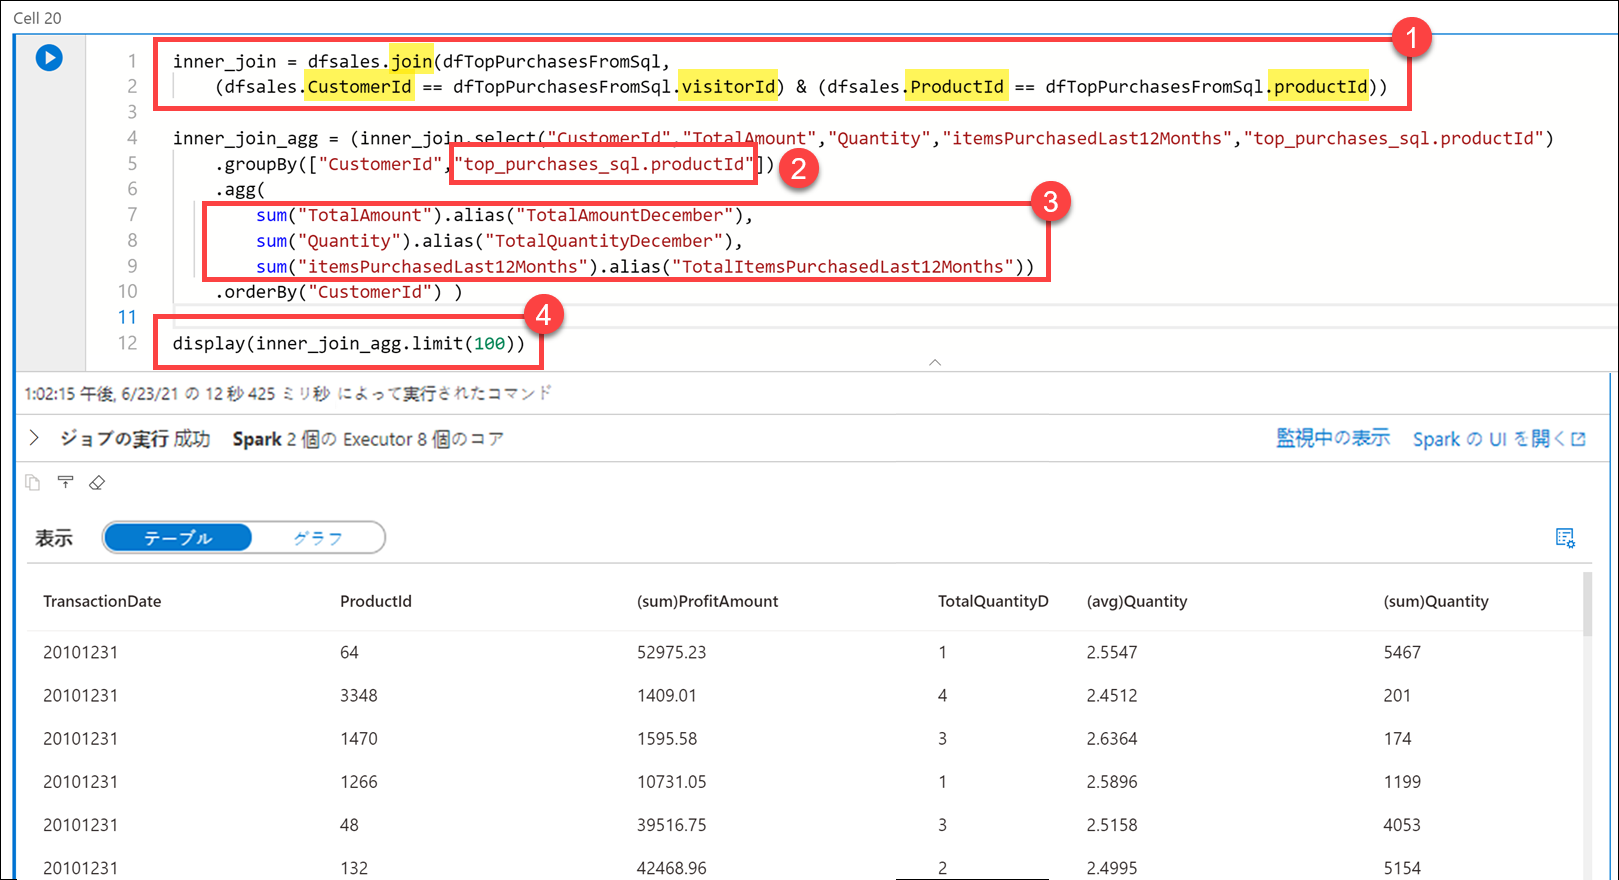 Cell 20
1
1 inner_join = dfsales.join(dfTopPurchasesFromSql,
2 (dfsales.CustomerId == dfTopPurchasesFromSql.visitorId) & (dfsales.ProductId == dfTopPurchasesFromSql.productId))
3
4 inner_join_agg = (inner_join.select("CustomerId","TotalAmount","Quantity","itemsPurchasedLast12Months","top_purchases_sql.productId")
5 .groupBy(["CustomerId","top_purchases_sql.productId"])
2
6 .agg(
3
7 sum("TotalAmount").alias("TotalAmountDecember"),
8 sum("Quantity").alias("TotalQuantityDecember"),
9 sum("itemsPurchasedLast12Months").alias("TotalItemsPurchasedLast12Months"))
10 .orderBy("CustomerId") )
11
4
12 display(inner_join_agg.limit(100))
1:02:15 午後, 6/23/21 の 12 秒 425 ミリ秒 によって実行されたコマンド
ジョブの実行 成功 Spark 2 個の Executor 8 個のコア 監視中の表示 Spark の UI を開く
表示 テーブル グラフ
TransactionDate ProductId (sum)ProfitAmount TotalQuantityD (avg)Quantity (sum)Quantity
20101231 64 52975.23 1 2.5547 5467
20101231 3348 1409.01 4 2.4512 201
20101231 1470 1595.58 3 2.6364 174
20101231 1266 10731.05 1 2.5896 1199
20101231 48 39516.75 3 2.5158 4053
20101231 132 42468.96 2 2.4995 5154